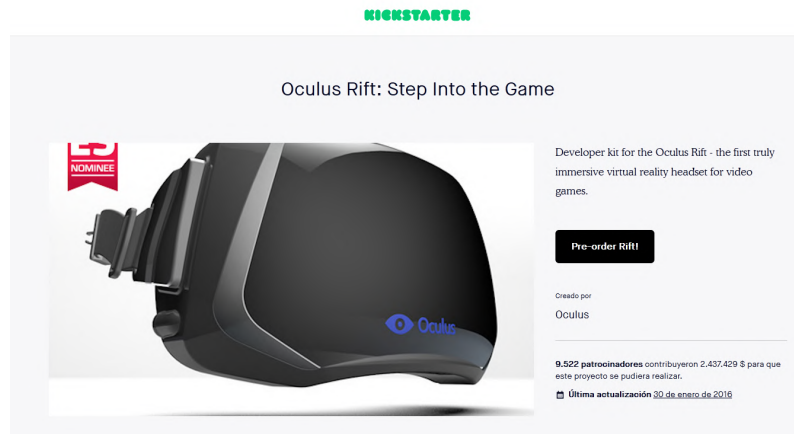 KICKSTARTER
Oculus Rift: Step Into the Game
E3
NOMINEE
Oculus
Developer kit for the Oculus Rift - the first truly
immersive virtual reality headset for video
games.
Pre-order Rift!
Creado por
Oculus
9.522 patrocinadores contribuyeron 2.437.429 $ para que
este proyecto se pudiera realizar.
Última actualización 30 de enero de 2016